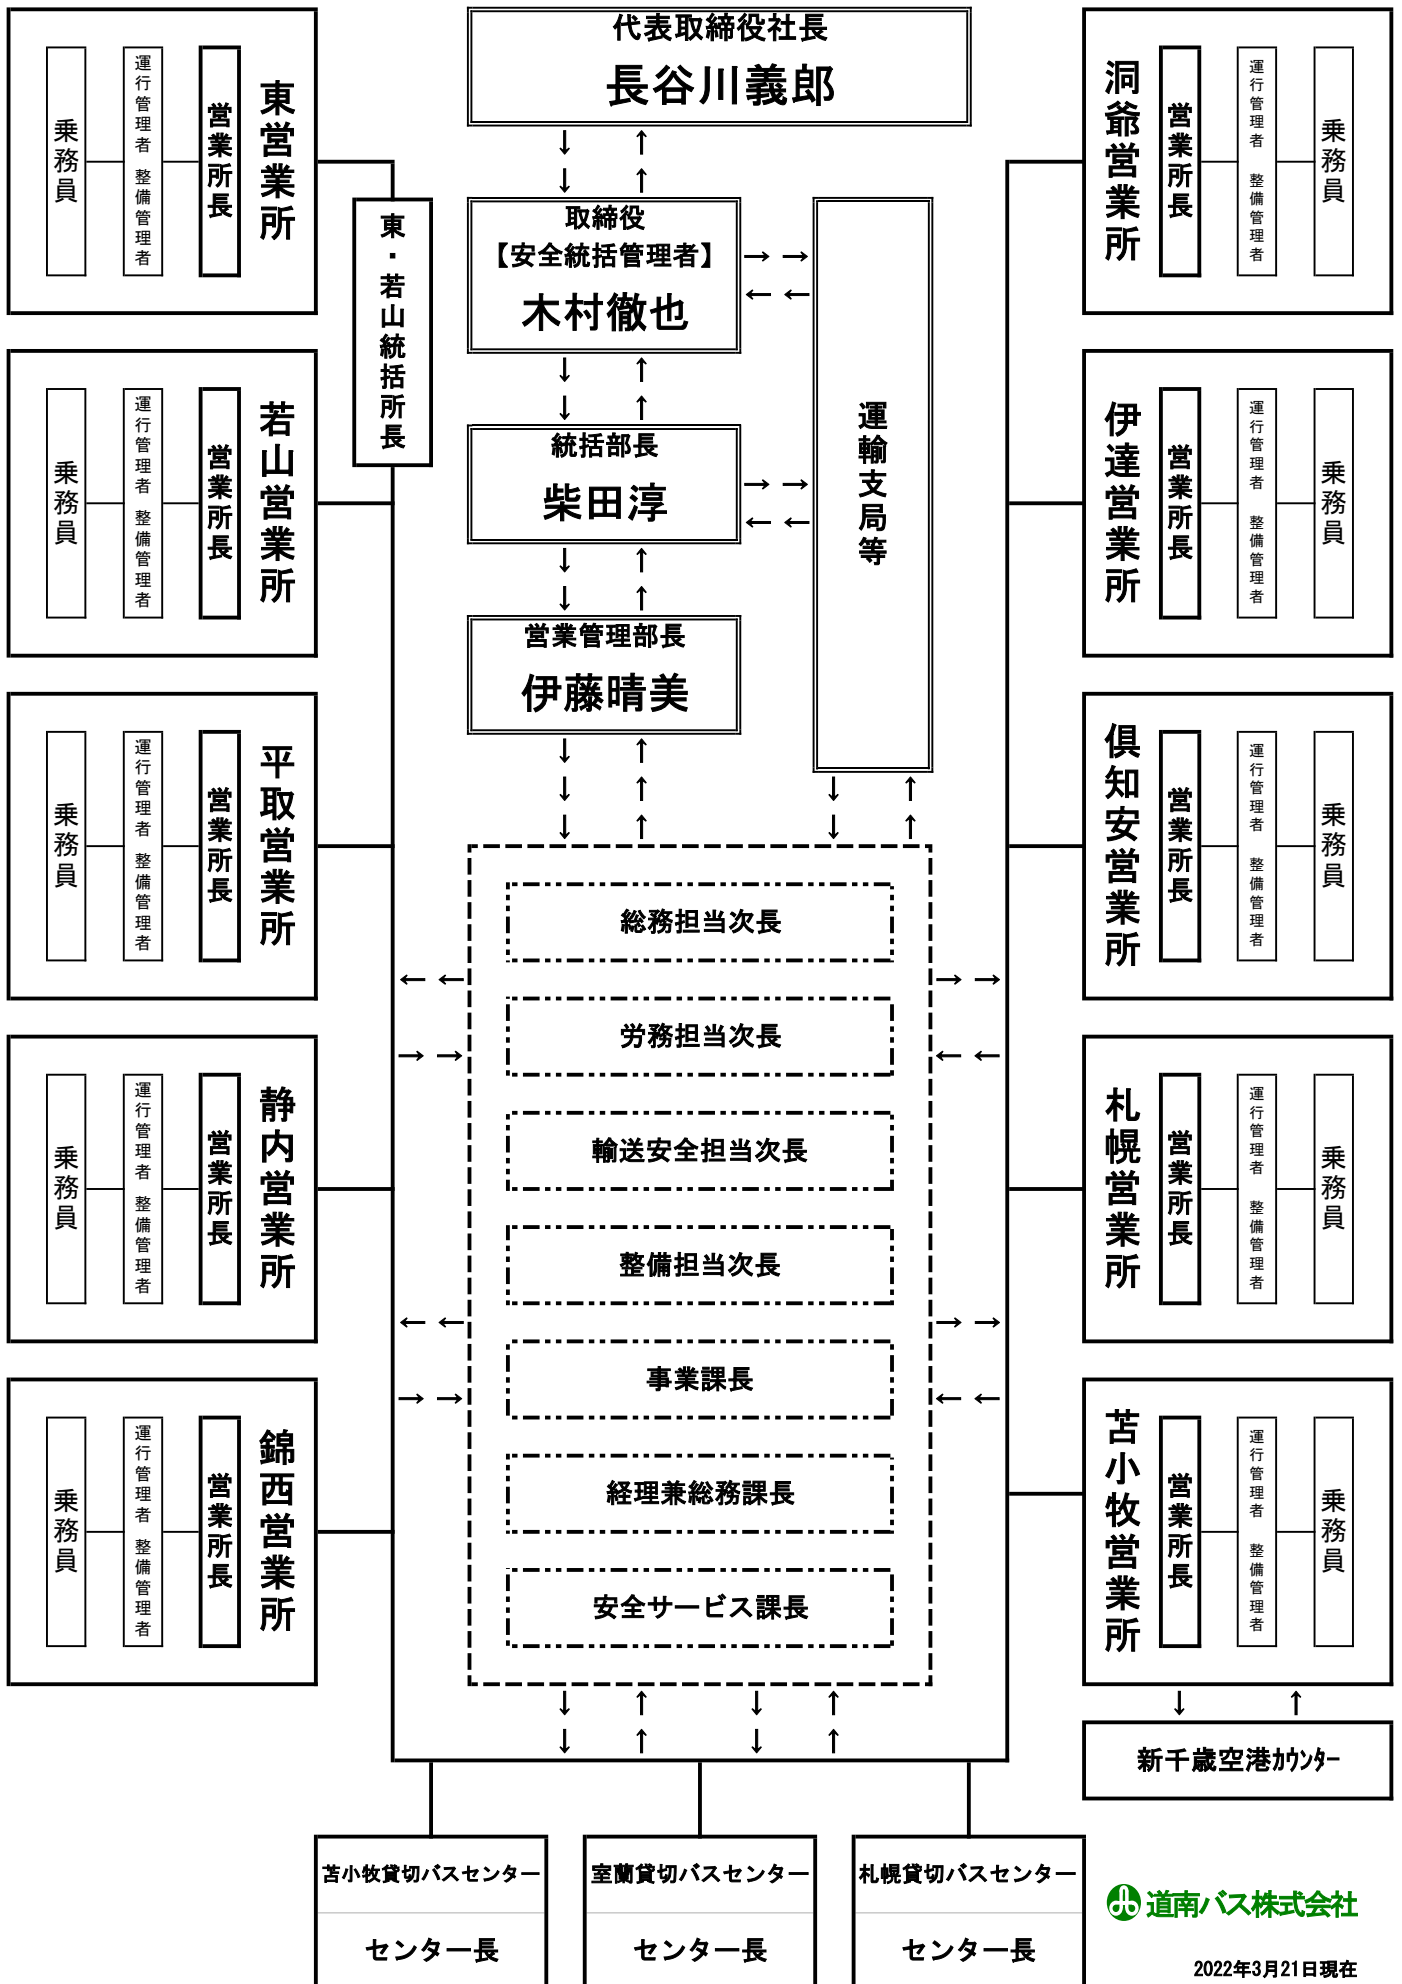 代表取締役社長
長谷川義郎
取締役
【安全統括管理者】
木村徹也
統括部長
柴田淳
営業管理部長
伊藤晴美
運輸支局等
東・若山統括所長
東営業所
営業所長
運行管理者 整備管理者
乗務員
若山営業所
営業所長
運行管理者 整備管理者
乗務員
平取営業所
営業所長
運行管理者 整備管理者
乗務員
静内営業所
営業所長
運行管理者 整備管理者
乗務員
錦西営業所
営業所長
運行管理者 整備管理者
乗務員
総務担当次長
労務担当次長
輸送安全担当次長
整備担当次長
事業課長
経理兼総務課長
安全サービス課長
洞爺営業所
営業所長
運行管理者 整備管理者
乗務員
伊達営業所
営業所長
運行管理者 整備管理者
乗務員
倶知安営業所
営業所長
運行管理者 整備管理者
乗務員
札幌営業所
営業所長
運行管理者 整備管理者
乗務員
苫小牧営業所
営業所長
運行管理者 整備管理者
乗務員
新千歳空港ｶｳﾝﾀｰ
苫小牧貸切バスセンター
センター長
室蘭貸切バスセンター
センター長
札幌貸切バスセンター
センター長
道南バス株式会社
2022年3月21日現在